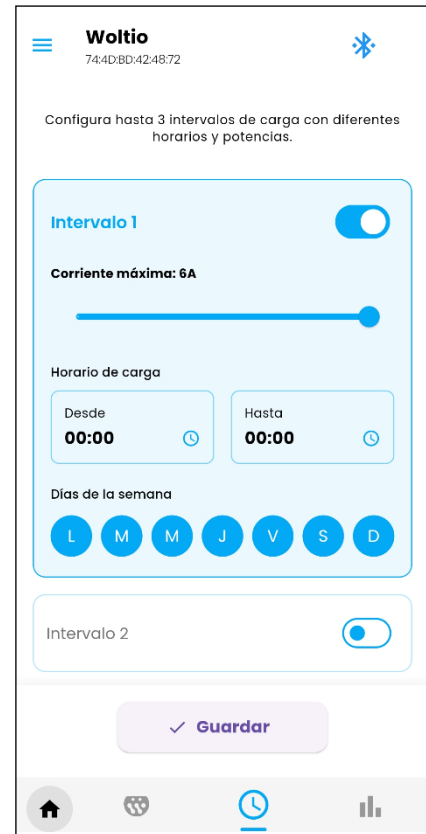 Woltio
74:4D:BD:42:48:72
Configura hasta 3 intervalos de carga con diferentes
horarios y potencias.
Intervalo 1
Corriente máxima: 6A
Horario de carga
Desde
00:00
Hasta
00:00
Días de la semana
L M M J V S D
Intervalo 2
Guardar